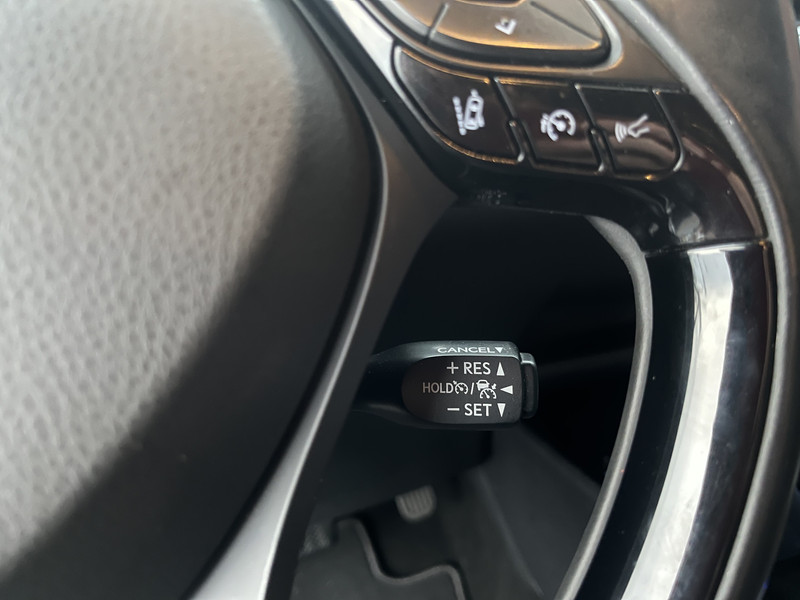 CANCEL▼
+ RES ▲
HOLD / ◀
− SET ▼